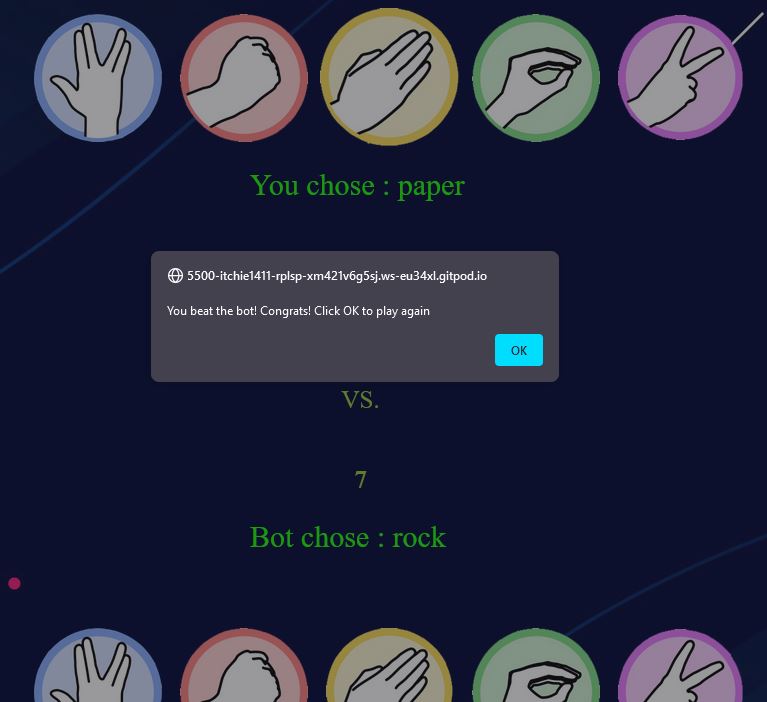 You chose : paper
5500-itchie1411-rplsp-xm421v6g5sj.ws-eu34xl.gitpod.io
You beat the bot! Congrats! Click OK to play again
OK
VS.
7
Bot chose : rock